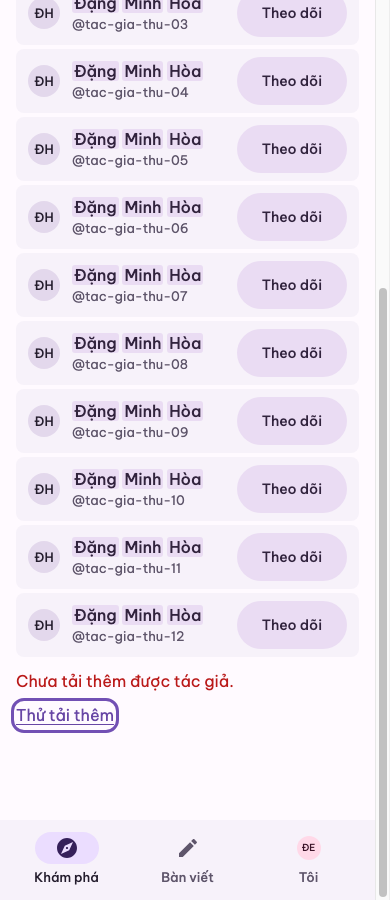 ĐH
Đặng Minh Hòa
@tac-gia-thu-03
Theo dõi
ĐH
Đặng Minh Hòa
@tac-gia-thu-04
Theo dõi
ĐH
Đặng Minh Hòa
@tac-gia-thu-05
Theo dõi
ĐH
Đặng Minh Hòa
@tac-gia-thu-06
Theo dõi
ĐH
Đặng Minh Hòa
@tac-gia-thu-07
Theo dõi
ĐH
Đặng Minh Hòa
@tac-gia-thu-08
Theo dõi
ĐH
Đặng Minh Hòa
@tac-gia-thu-09
Theo dõi
ĐH
Đặng Minh Hòa
@tac-gia-thu-10
Theo dõi
ĐH
Đặng Minh Hòa
@tac-gia-thu-11
Theo dõi
ĐH
Đặng Minh Hòa
@tac-gia-thu-12
Theo dõi
Chưa tải thêm được tác giả.
Thử tải thêm
Khám phá
Bàn viết
ĐE
Tôi